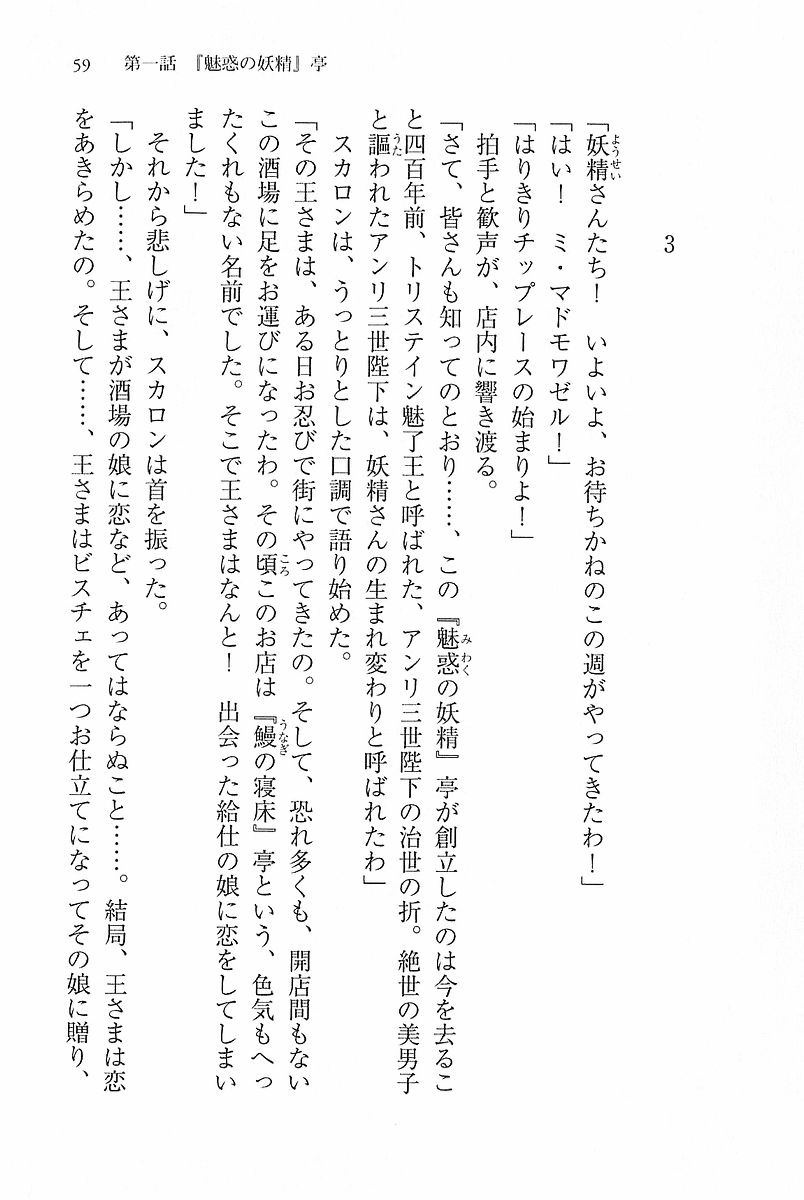 59　第一話　『魅惑の妖精』亭
3
「妖精さんたち！　いよいよ、お待ちかねのこの週がやってきたわ！」
「はい！　ミ・マドモワゼル！」
「はりきりチップレースの始まりよ！」
　拍手と歓声が、店内に響き渡る。
「さて、皆さんも知ってのとおり……、この『魅惑の妖精』亭が創立したのは今を去るこ
と四百年前、トリステイン魅了王と呼ばれた、アンリ三世陛下の治世の折。絶世の美男子
と謳われたアンリ三世陛下は、妖精さんの生まれ変わりと呼ばれたわ」
　スカロンは、うっとりとした口調で語り始めた。
「その王さまは、ある日お忍びで街にやってきたの。そして、恐れ多くも、開店間もない
この酒場に足をお運びになったわ。その頃このお店は『鰻の寝床』亭という、色気もへっ
たくれもない名前でした。そこで王さまはなんと！　出会った給仕の娘に恋をしてしまい
ました！」
　それから悲しげに、スカロンは首を振った。
「しかし……、王さまが酒場の娘に恋など、あってはならぬこと……。結局、王さまは恋
をあきらめたの。そして……、王さまはビスチェを一つお仕立てになってその娘に贈り、